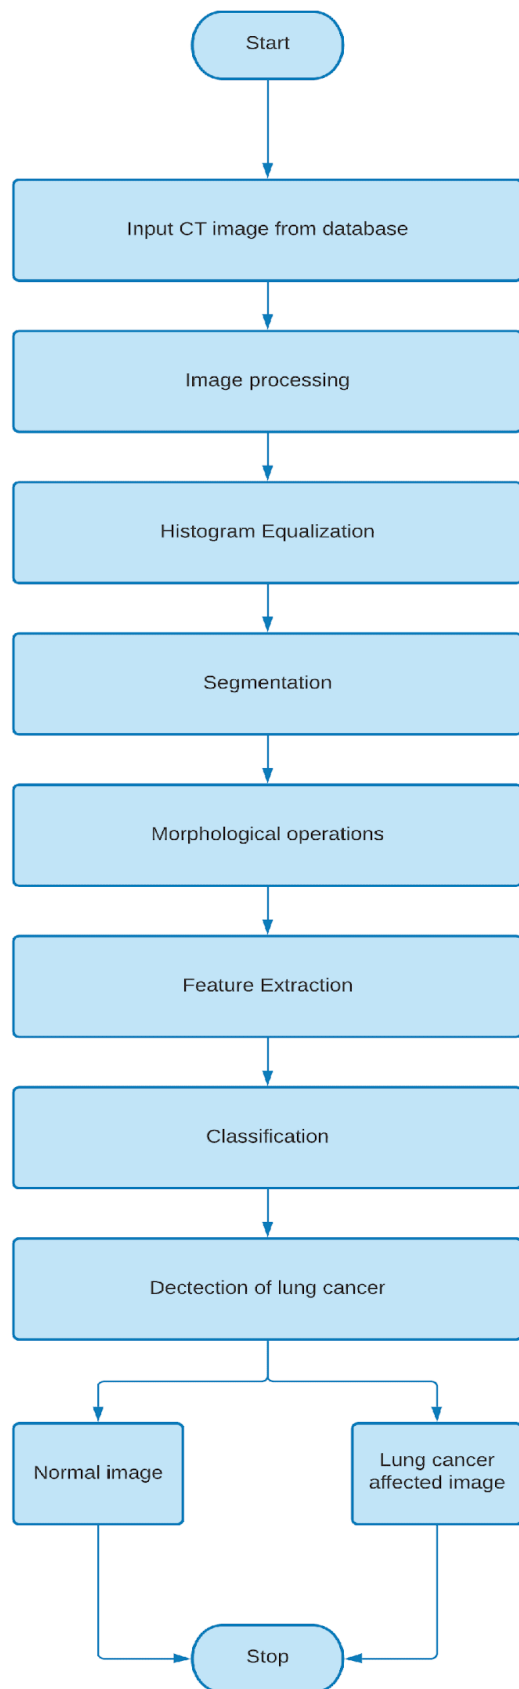 Start
Input CT image from database
Image processing
Histogram Equalization
Segmentation
Morphological operations
Feature Extraction
Classification
Dectection of lung cancer
Normal image
Lung cancer
affected image
Stop